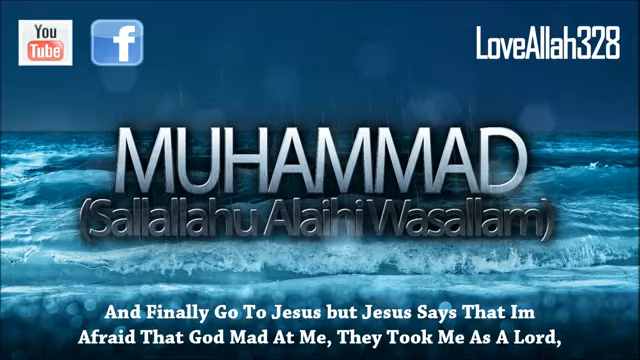 You
Tube
f
LoveAllah328
MUHAMMAD
(Sallallahu Alaihi Wasallam)
And Finally Go To Jesus but Jesus Says That Im
Afraid That God Mad At Me, They Took Me As A Lord,